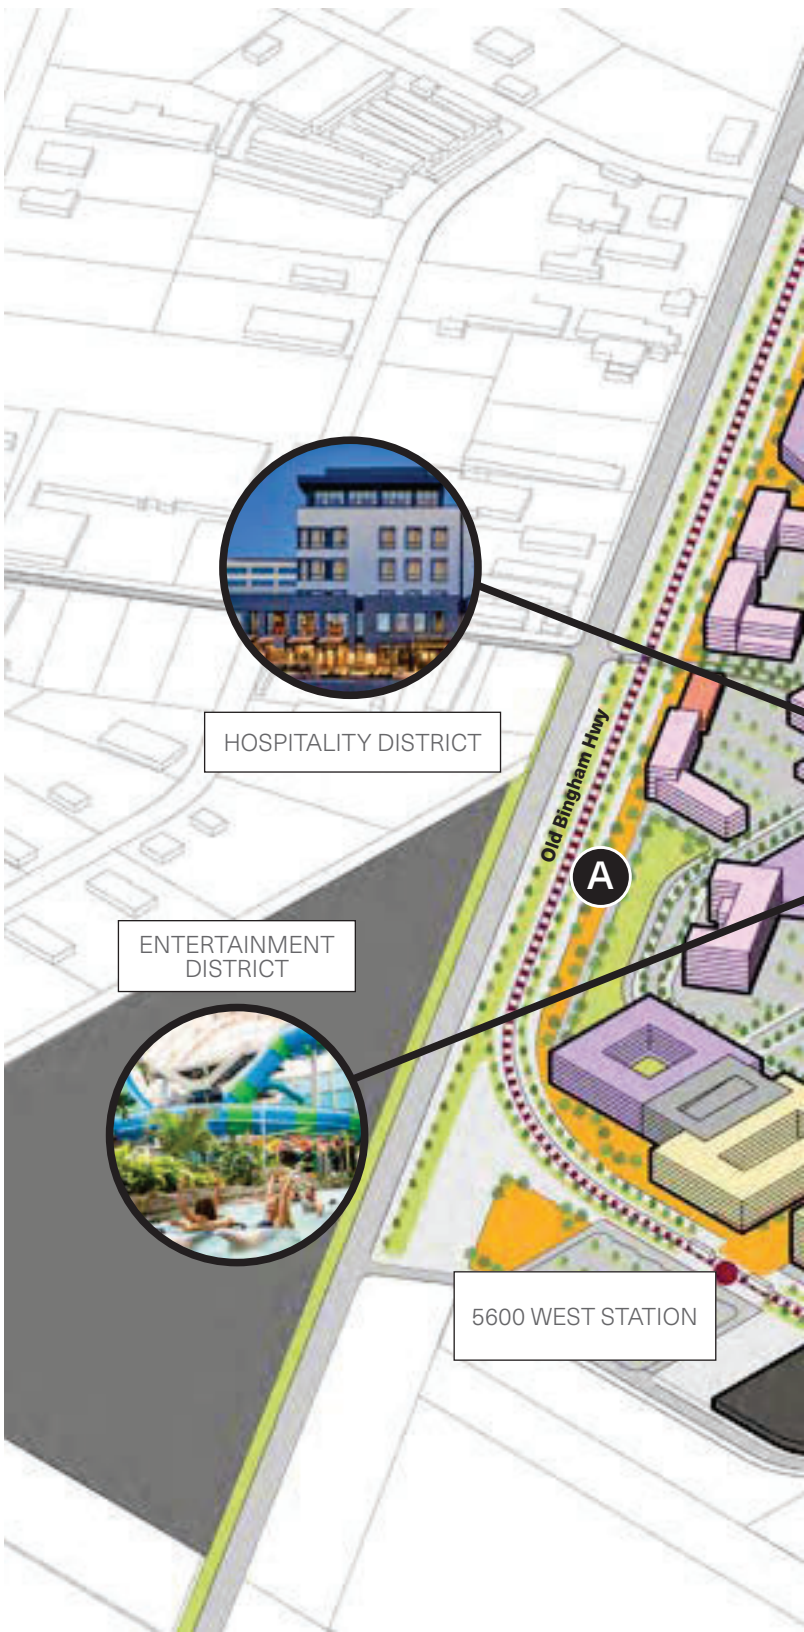 HOSPITALITY DISTRICT
Old Bingham Hwy
A
ENTERTAINMENT
DISTRICT
5600 WEST STATION